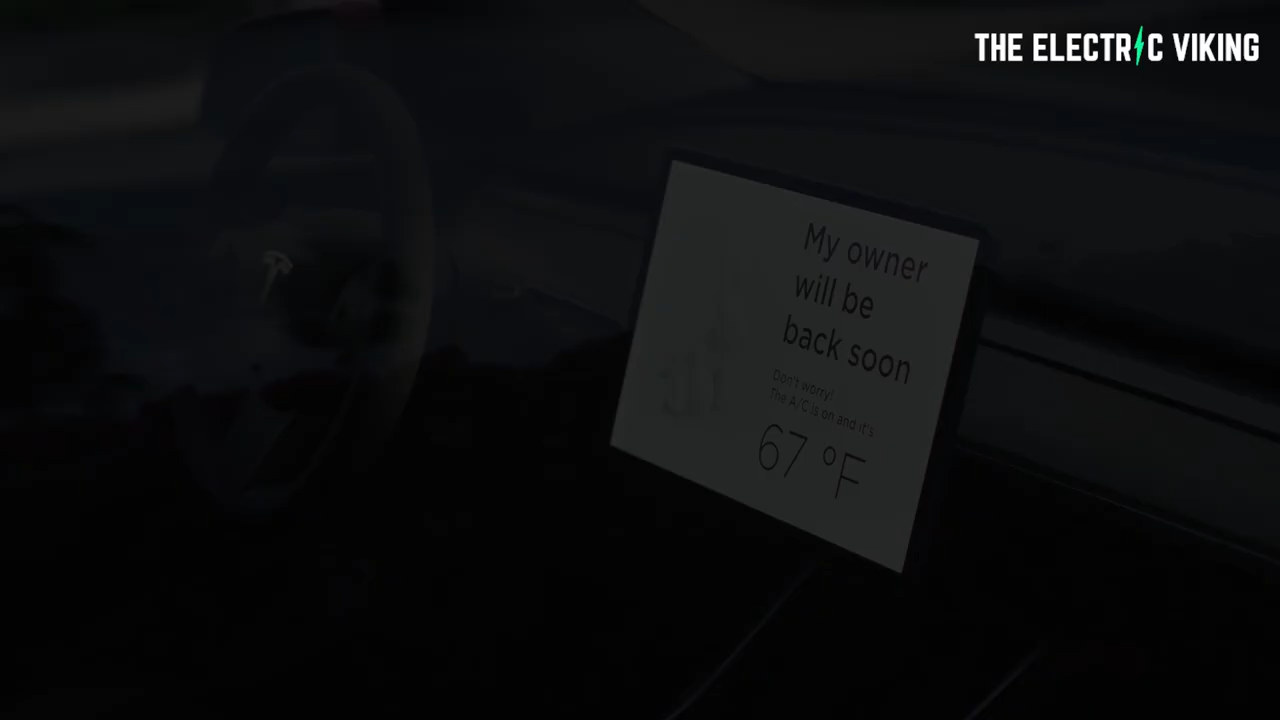 THE ELECTRIC VIKING
My owner
will be
back soon
Don't worry!
The A/C is on and it's
67 °F